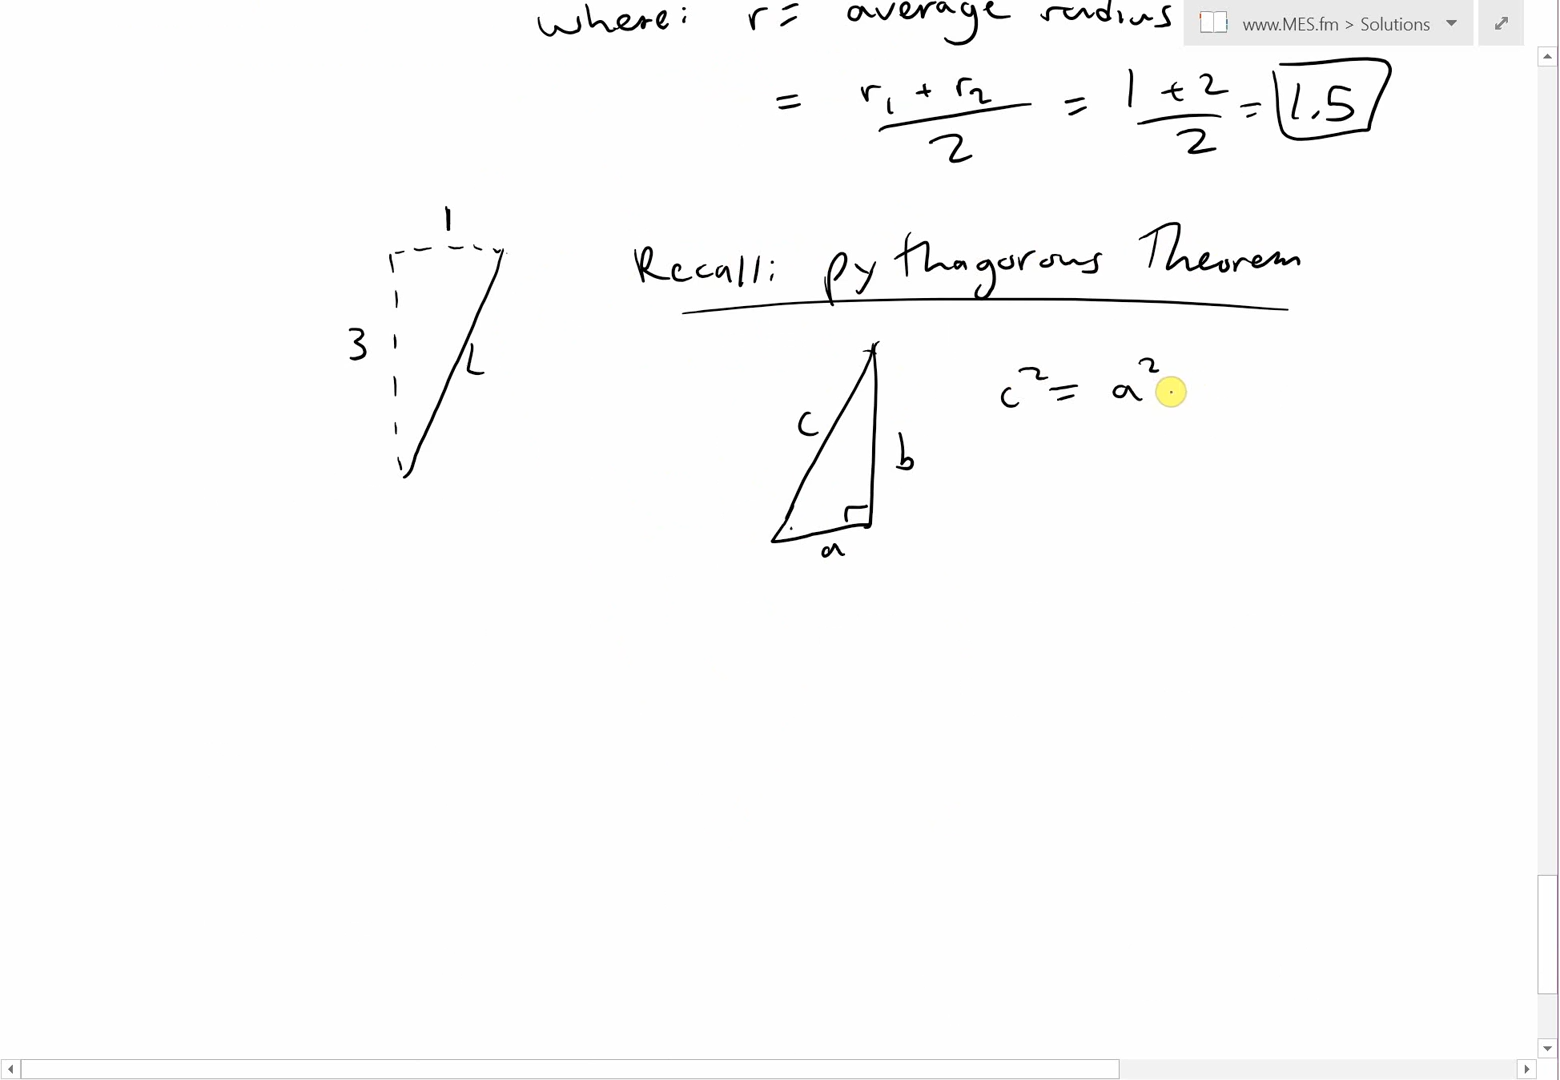 where: r = average radius
www.MES.fm > Solutions
= r₁ + r₂ / 2 = 1 + 2 / 2 = 1.5
1
Recall: pythagorous Theorem
3
L
c² = a²
c
b
a